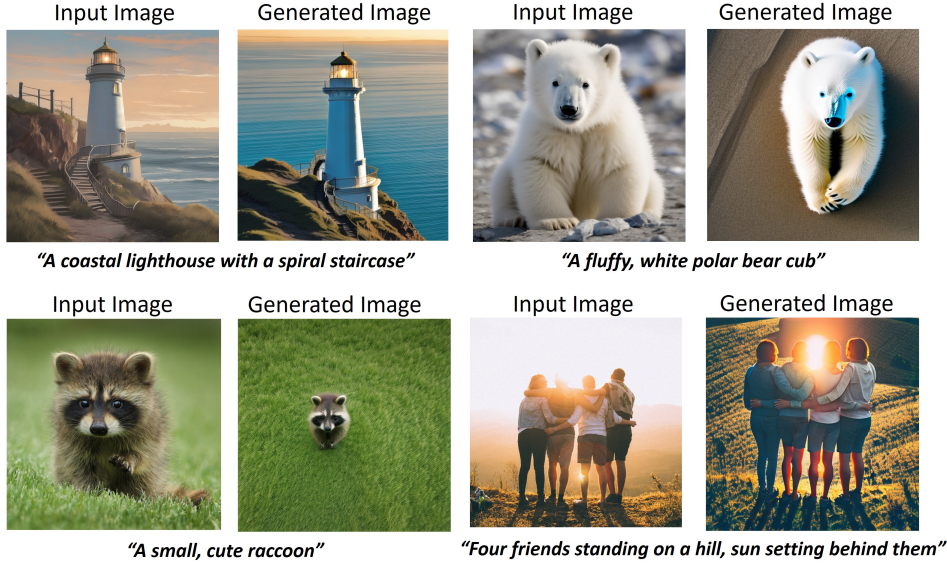 Input Image
Generated Image
Input Image
Generated Image
“A coastal lighthouse with a spiral staircase”
“A fluffy, white polar bear cub”
Input Image
Generated Image
Input Image
Generated Image
“A small, cute raccoon”
“Four friends standing on a hill, sun setting behind them”